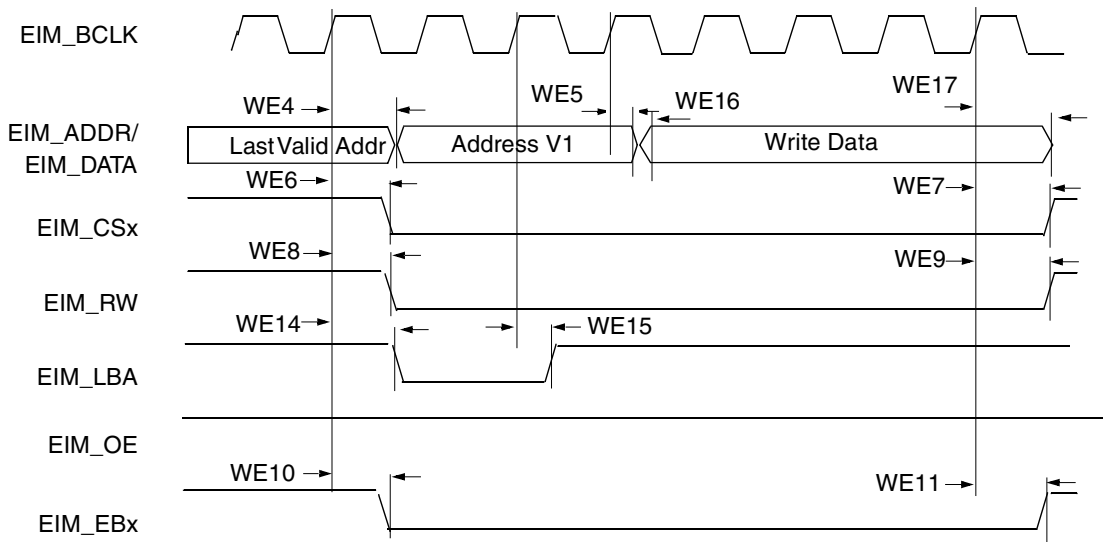 EIM_BCLK
WE4
WE5
WE16
WE17
EIM_ADDR/
EIM_DATA
Last Valid Addr
Address V1
Write Data
WE6
WE7
EIM_CSx
WE8
WE9
EIM_RW
WE14
WE15
EIM_LBA
EIM_OE
WE10
WE11
EIM_EBx